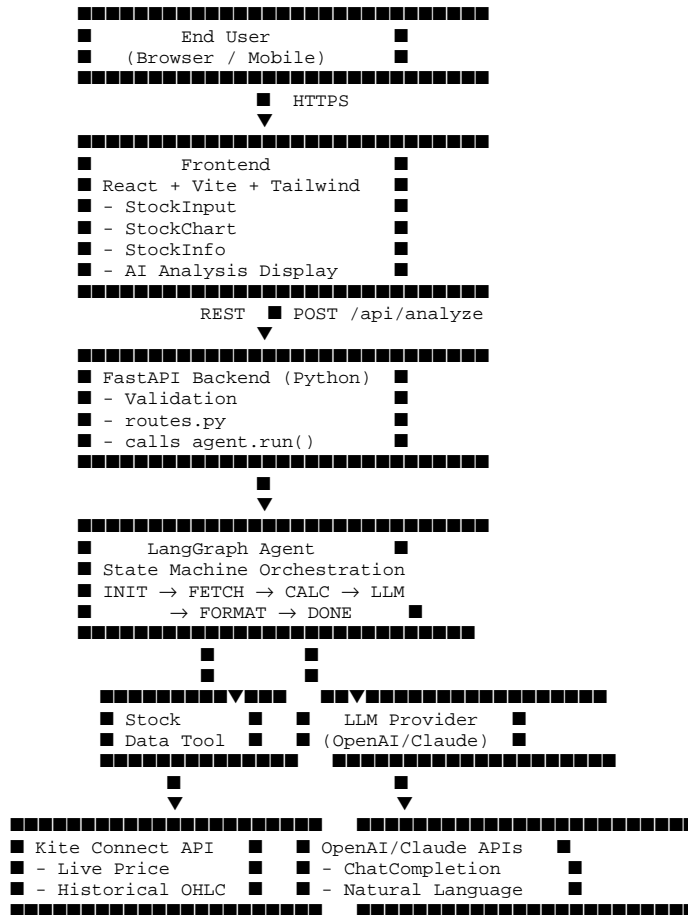 End User
(Browser / Mobile)
HTTPS
Frontend
React + Vite + Tailwind
- StockInput
- StockChart
- StockInfo
- AI Analysis Display
REST POST /api/analyze
FastAPI Backend (Python)
- Validation
- routes.py
- calls agent.run()
LangGraph Agent
State Machine Orchestration
INIT → FETCH → CALC → LLM
→ FORMAT → DONE
Stock LLM Provider
Data Tool (OpenAI/Claude)
Kite Connect API OpenAI/Claude APIs
- Live Price - ChatCompletion
- Historical OHLC - Natural Language